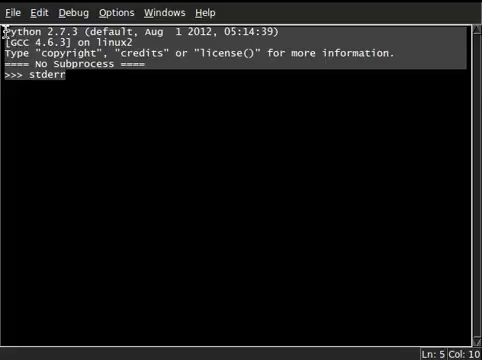 File Edit Debug Options Windows Help
Python 2.7.3 (default, Aug  1 2012, 05:14:39)
[GCC 4.6.3] on linux2
Type "copyright", "credits" or "license()" for more information.
==== No Subprocess ====
>>> stderr
Ln: 5 Col: 10